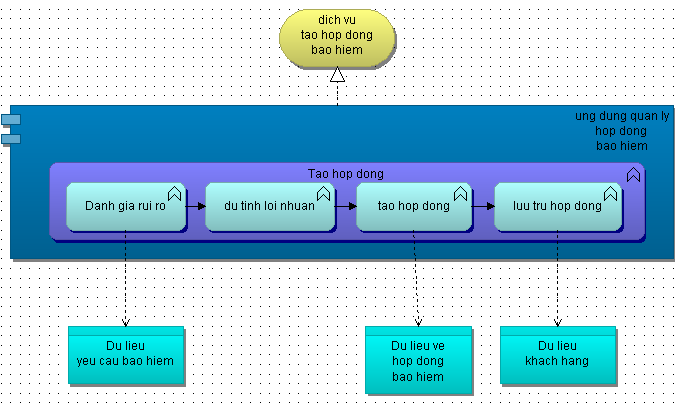 dich vu
tao hop dong
bao hiem
ung dung quan ly
hop dong
bao hiem
Tao hop dong
Danh gia rui ro
du tinh loi nhuan
tao hop dong
luu tru hop dong
Du lieu
yeu cau bao hiem
Du lieu ve
hop dong
bao hiem
Du lieu
khach hang